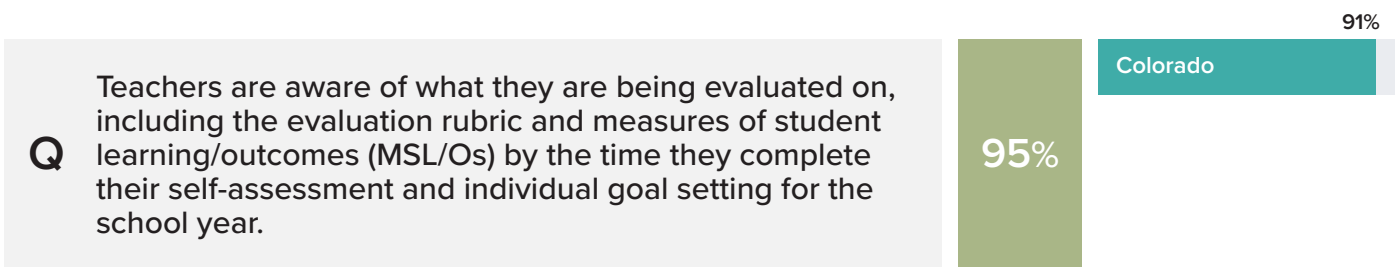 91%
Colorado
Teachers are aware of what they are being evaluated on,
including the evaluation rubric and measures of student
Q learning/outcomes (MSL/Os) by the time they complete
their self-assessment and individual goal setting for the
school year.
95%